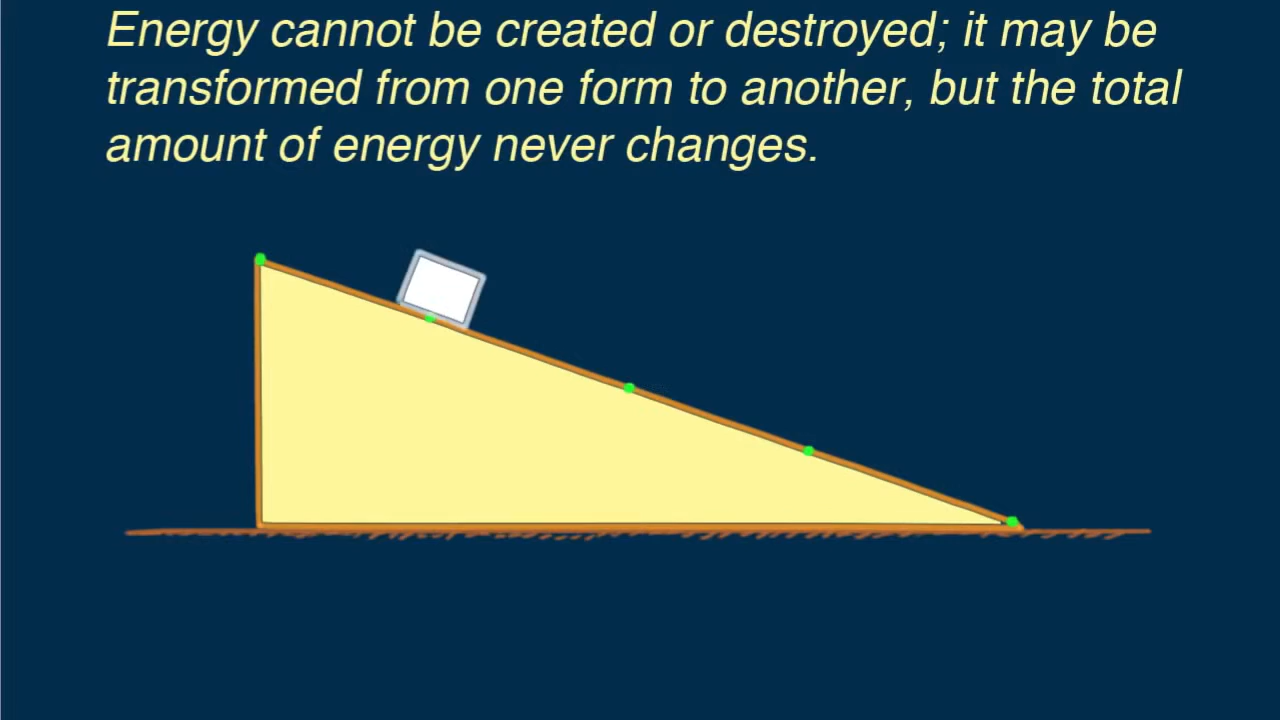 Energy cannot be created or destroyed; it may be
transformed from one form to another, but the total
amount of energy never changes.